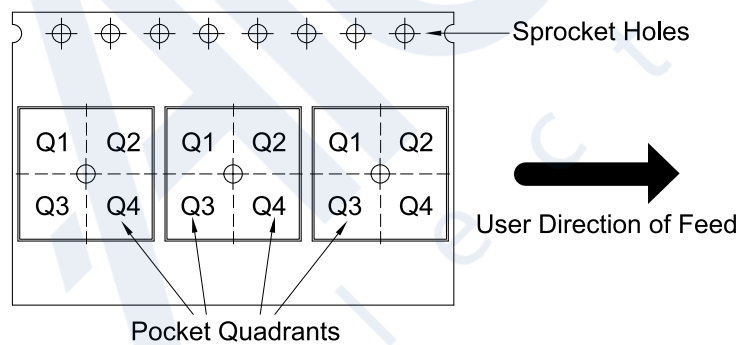 Sprocket Holes
Q1 Q2 Q1 Q2 Q1 Q2
Q3 Q4 Q3 Q4 Q3 Q4
User Direction of Feed
Pocket Quadrants